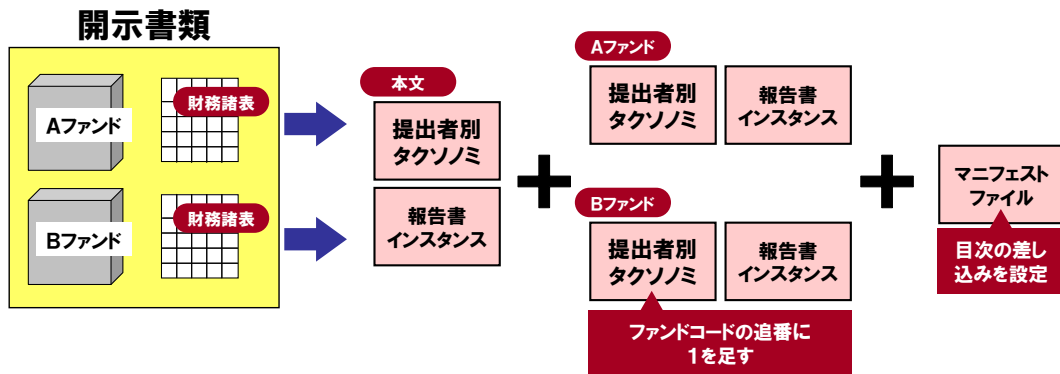 開示書類
Aファンド
財務諸表
Bファンド
財務諸表
本文
提出者別
タクソノミ
報告書
インスタンス
Aファンド
提出者別
タクソノミ
報告書
インスタンス
Bファンド
提出者別
タクソノミ
報告書
インスタンス
ファンドコードの追番に
1を足す
マニフェスト
ファイル
目次の差し
込みを設定